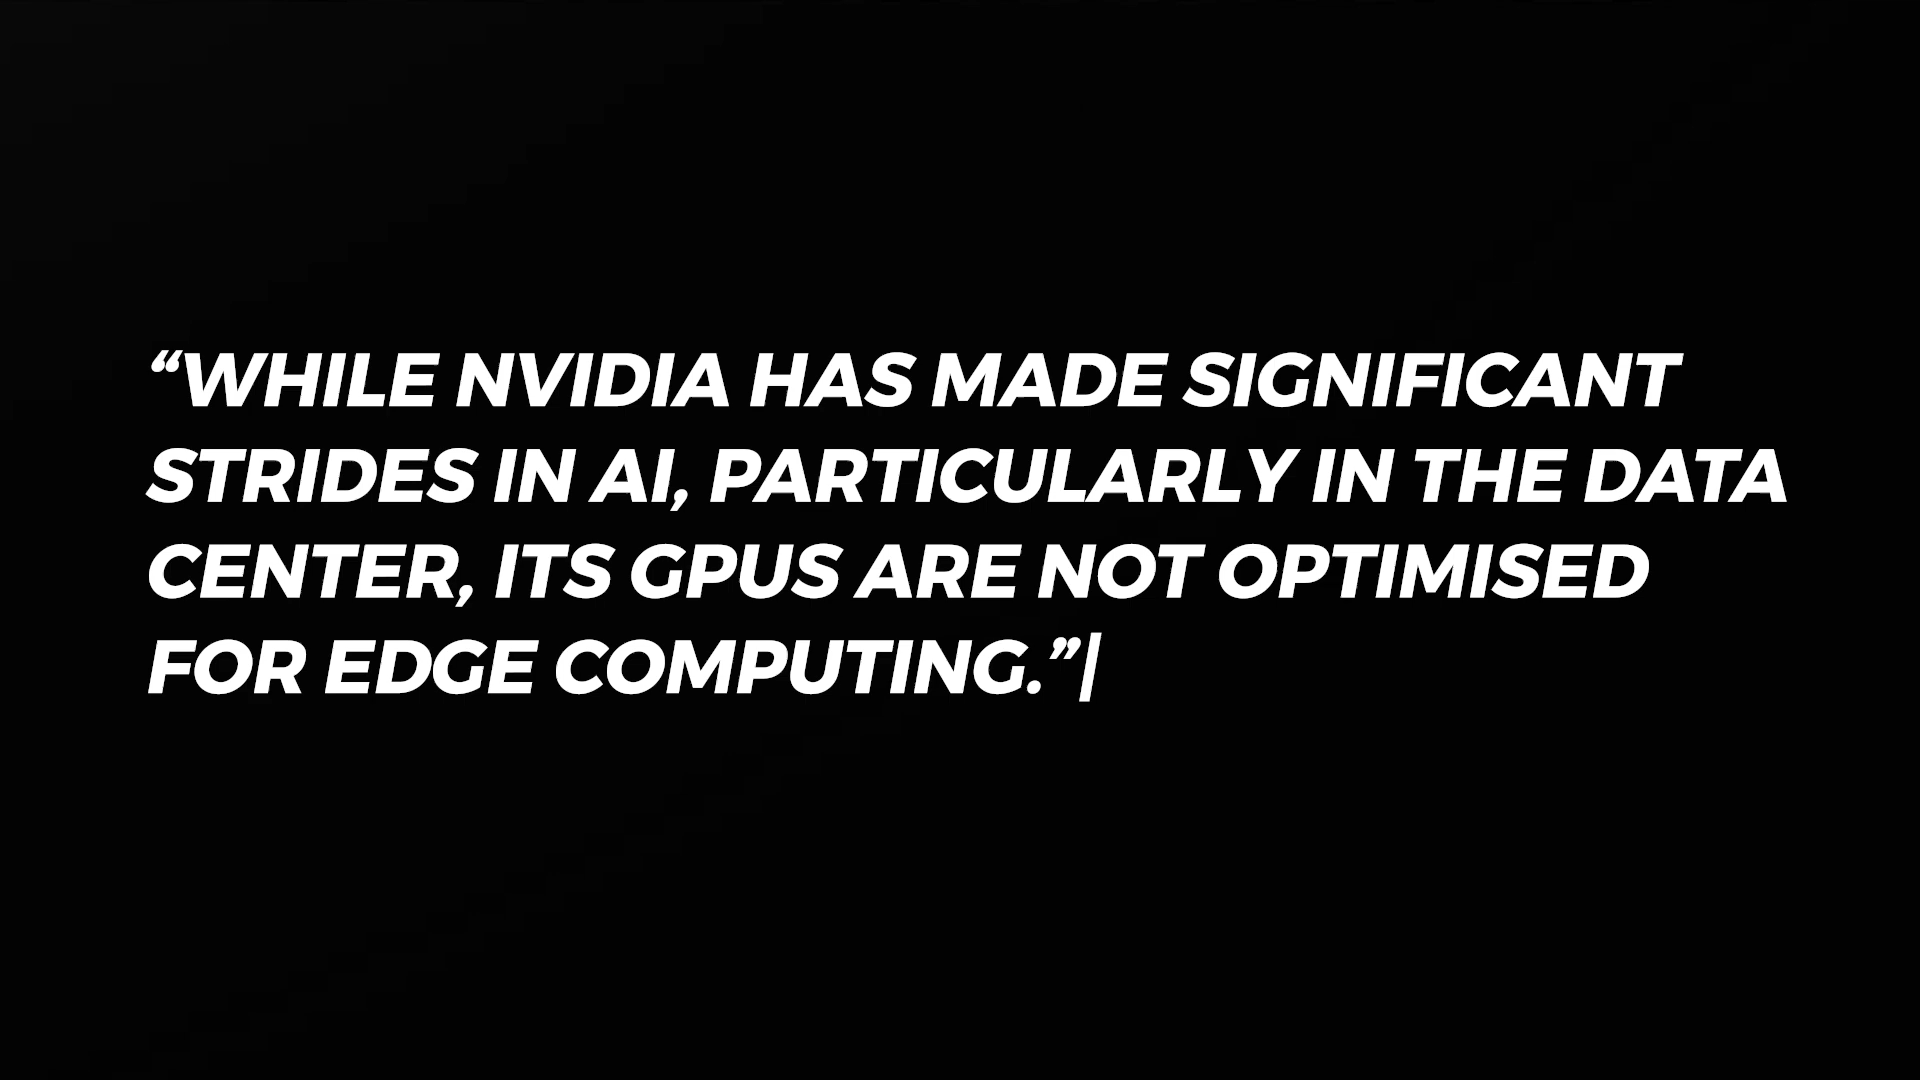 “WHILE NVIDIA HAS MADE SIGNIFICANT
STRIDES IN AI, PARTICULARLY IN THE DATA
CENTER, ITS GPUS ARE NOT OPTIMISED
FOR EDGE COMPUTING.”|